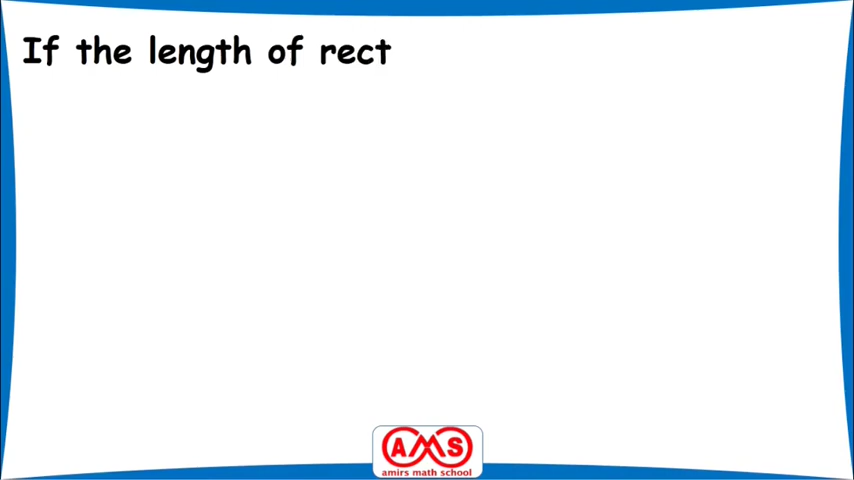 If the length of rect
AMS
amirs math school